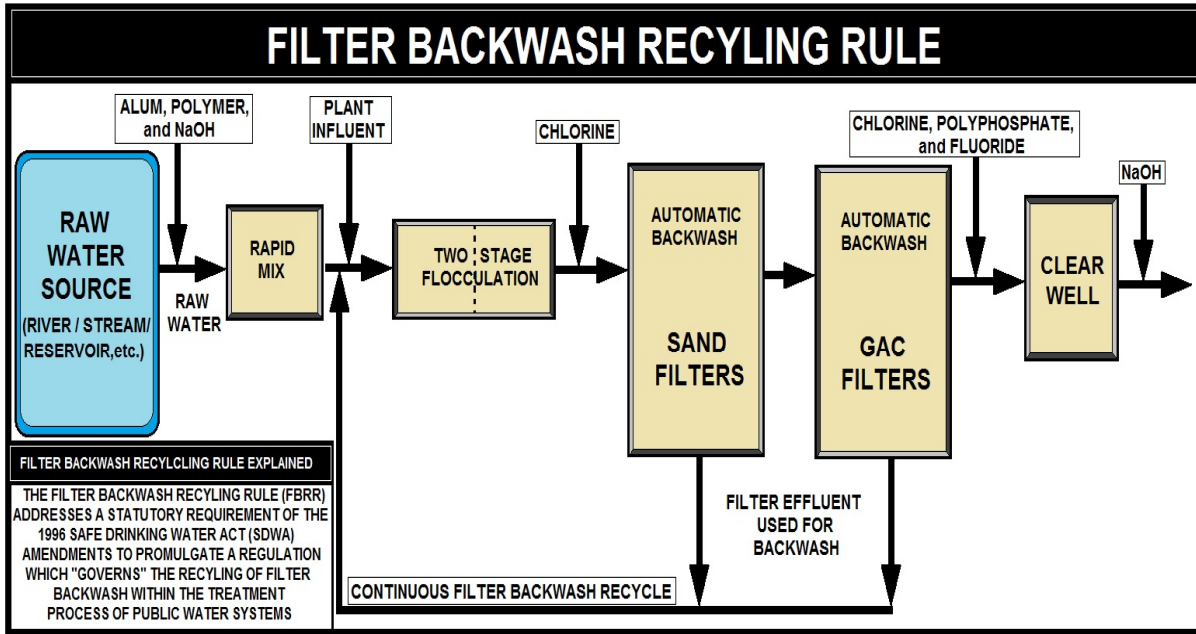 FILTER BACKWASH RECYLING RULE
ALUM, POLYMER,
and NaOH
PLANT
INFLUENT
CHLORINE
CHLORINE, POLYPHOSPHATE,
and FLUORIDE
NaOH
RAW
WATER
SOURCE
(RIVER / STREAM/
RESERVOIR,etc.)
RAW
WATER
RAPID
MIX
TWO STAGE
FLOCCULATION
AUTOMATIC
BACKWASH
SAND
FILTERS
AUTOMATIC
BACKWASH
GAC
FILTERS
CLEAR
WELL
FILTER EFFLUENT
USED FOR
BACKWASH
CONTINUOUS FILTER BACKWASH RECYCLE
FILTER BACKWASH RECYLCLING RULE EXPLAINED
THE FILTER BACKWASH RECYLING RULE (FBRR)
ADDRESSES A STATUTORY REQUIREMENT OF THE
1996 SAFE DRINKING WATER ACT (SDWA)
AMENDMENTS TO PROMULGATE A REGULATION
WHICH "GOVERNS" THE RECYLING OF FILTER
BACKWASH WITHIN THE TREATMENT
PROCESS OF PUBLIC WATER SYSTEMS